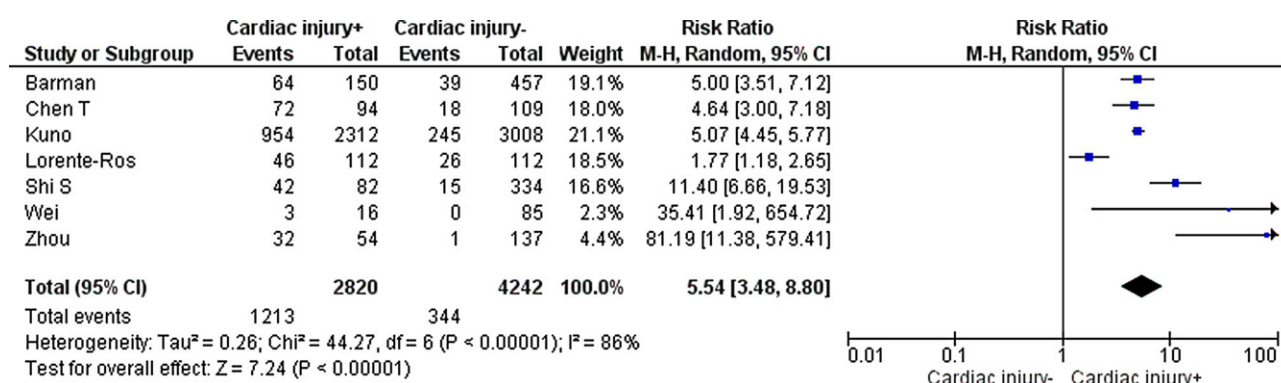 Cardiac injury+ Cardiac injury- Risk Ratio Risk Ratio
Study or Subgroup Events Total Events Total Weight M-H, Random, 95% CI M-H, Random, 95% CI
Barman 64 150 39 457 19.1% 5.00 [3.51, 7.12]
Chen T 72 94 18 109 18.0% 4.64 [3.00, 7.18]
Kuno 954 2312 245 3008 21.1% 5.07 [4.45, 5.77]
Lorente-Ros 46 112 26 112 18.5% 1.77 [1.18, 2.65]
Shi S 42 82 15 334 16.6% 11.40 [6.66, 19.53]
Wei 3 16 0 85 2.3% 35.41 [1.92, 654.72]
Zhou 32 54 1 137 4.4% 81.19 [11.38, 579.41]
Total (95% CI) 2820 4242 100.0% 5.54 [3.48, 8.80]
Total events 1213 344
Heterogeneity: Tau² = 0.26; Chi² = 44.27, df = 6 (P < 0.00001); I² = 86%
Test for overall effect: Z = 7.24 (P < 0.00001)
0.01 0.1 1 10 100
Cardiac injury- Cardiac injury+